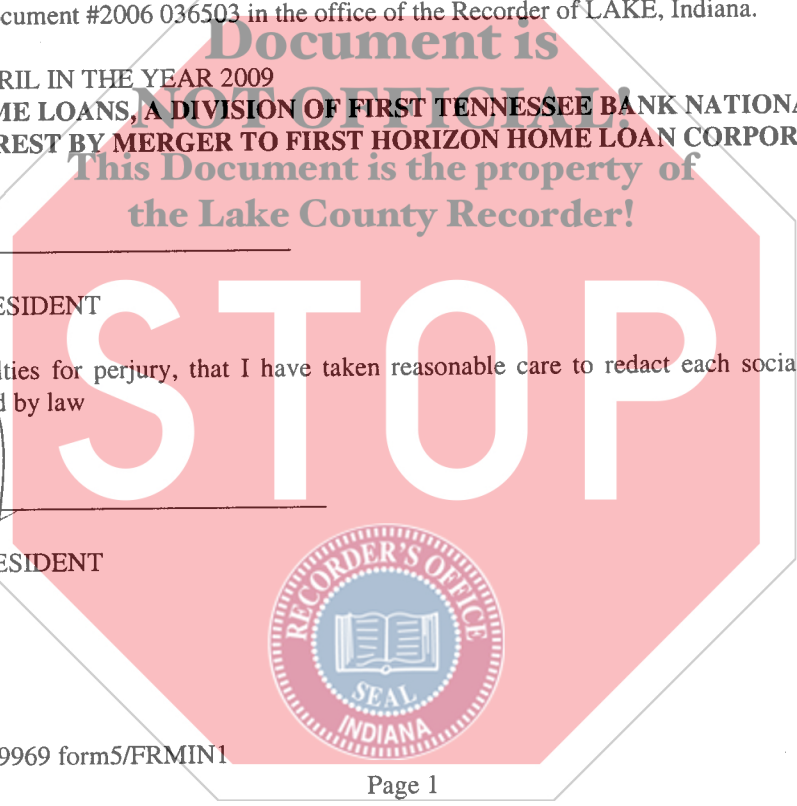 cument #2006 036503 in the office of the Recorder of LAKE, Indiana.
Document is
RIL IN THE YEAR 2009
NOT OFFICIAL!
ME LOANS, A DIVISION OF FIRST TENNESSEE BANK NATIONA
REST BY MERGER TO FIRST HORIZON HOME LOAN CORPOR
This Document is the property of
the Lake County Recorder!
ESIDENT
STOP
lties for perjury, that I have taken reasonable care to redact each socia
d by law
ESIDENT
RECORDER'S OFFICE
SEAL
INDIANA
9969 form5/FRMIN1
Page 1